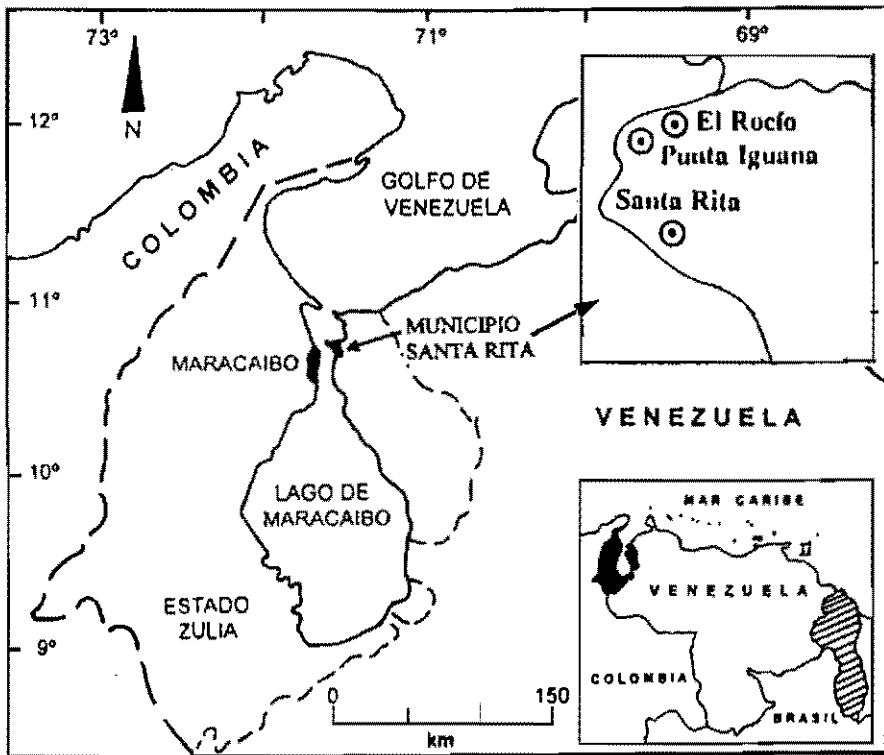 73°
71°
69°
12°
11°
10°
9°
N
COLOMBIA
GOLFO DE
VENEZUELA
MARACAIBO
MUNICIPIO
SANTA RITA
LAGO DE
MARACAIBO
ESTADO
ZULIA
VENEZUELA
0
150
km
El Rocío
Punta Iguana
Santa Rita
MAR CARIBE
VENEZUELA
COLOMBIA
BRASIL